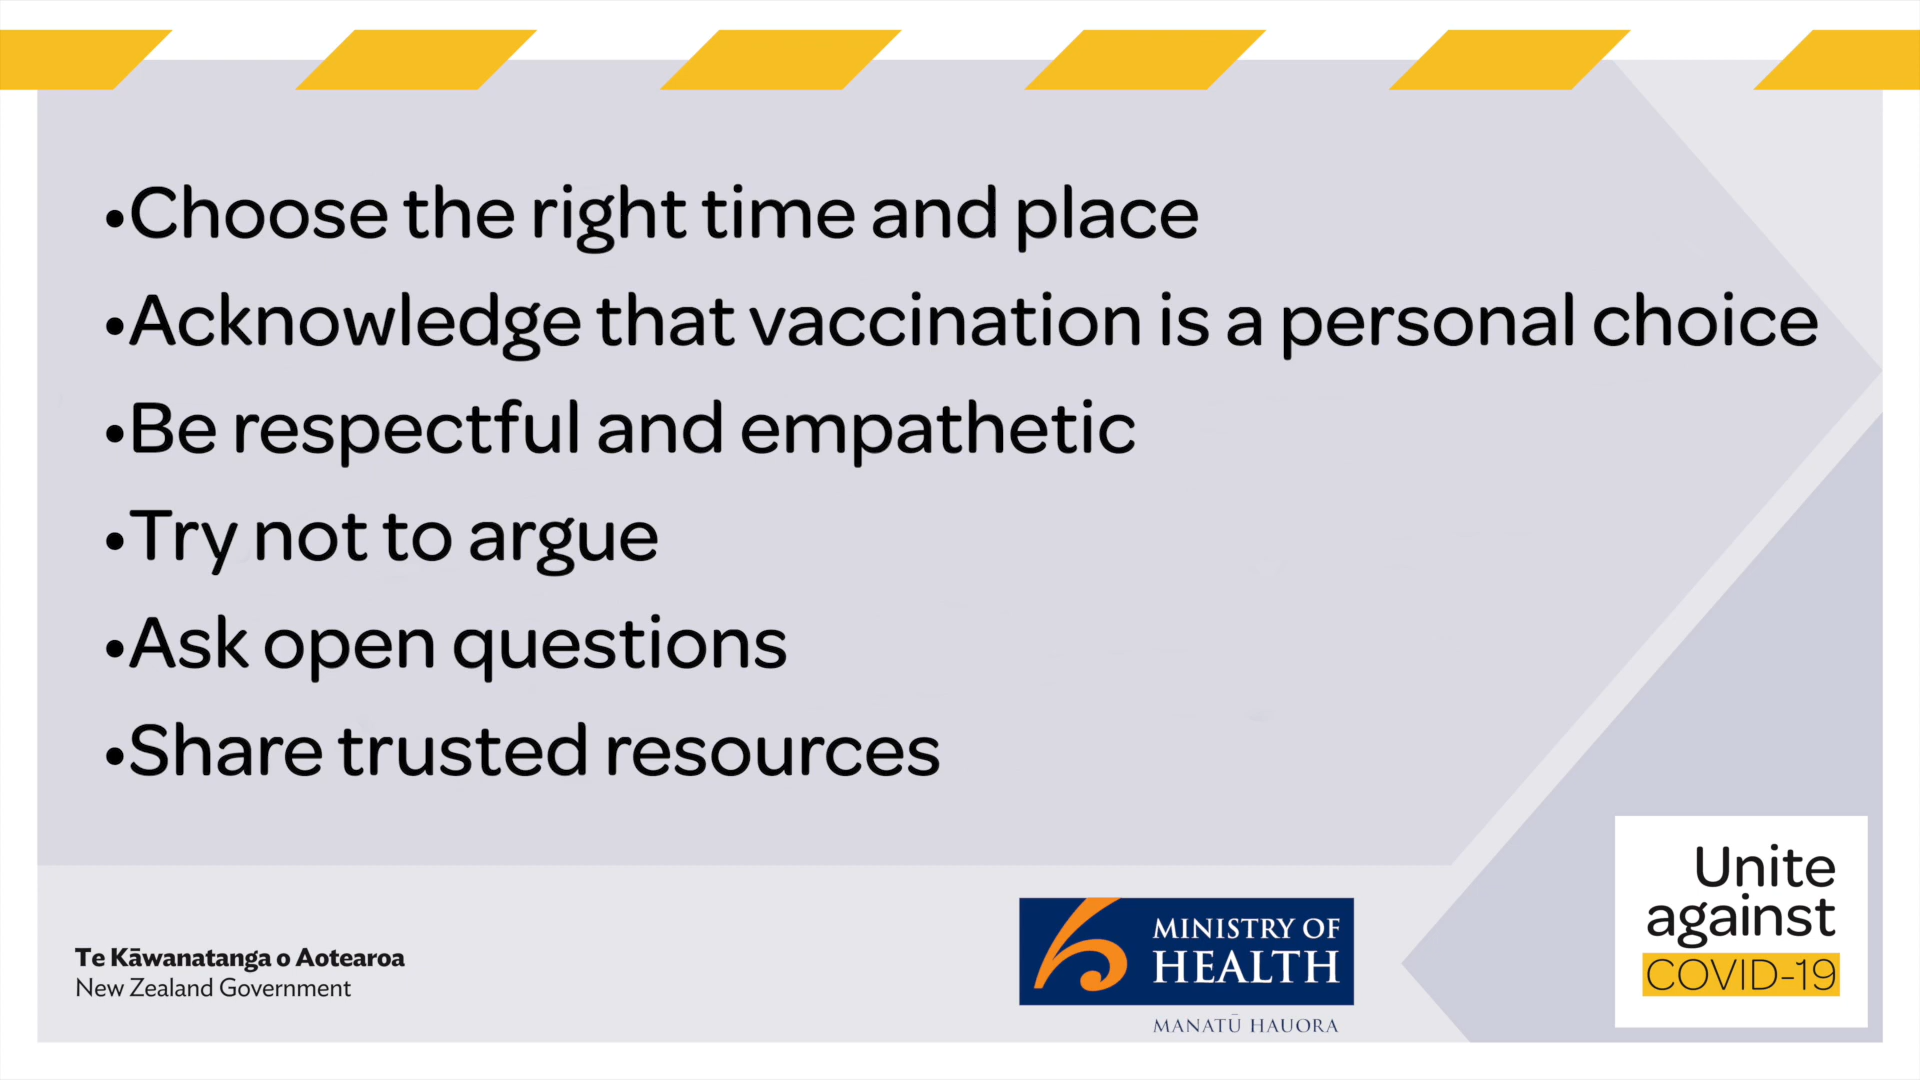 •Choose the right time and place
•Acknowledge that vaccination is a personal choice
•Be respectful and empathetic
•Try not to argue
•Ask open questions
•Share trusted resources
Te Kāwanatanga o Aotearoa
New Zealand Government
MINISTRY OF
HEALTH
MANATŪ HAUORA
Unite
against
COVID-19